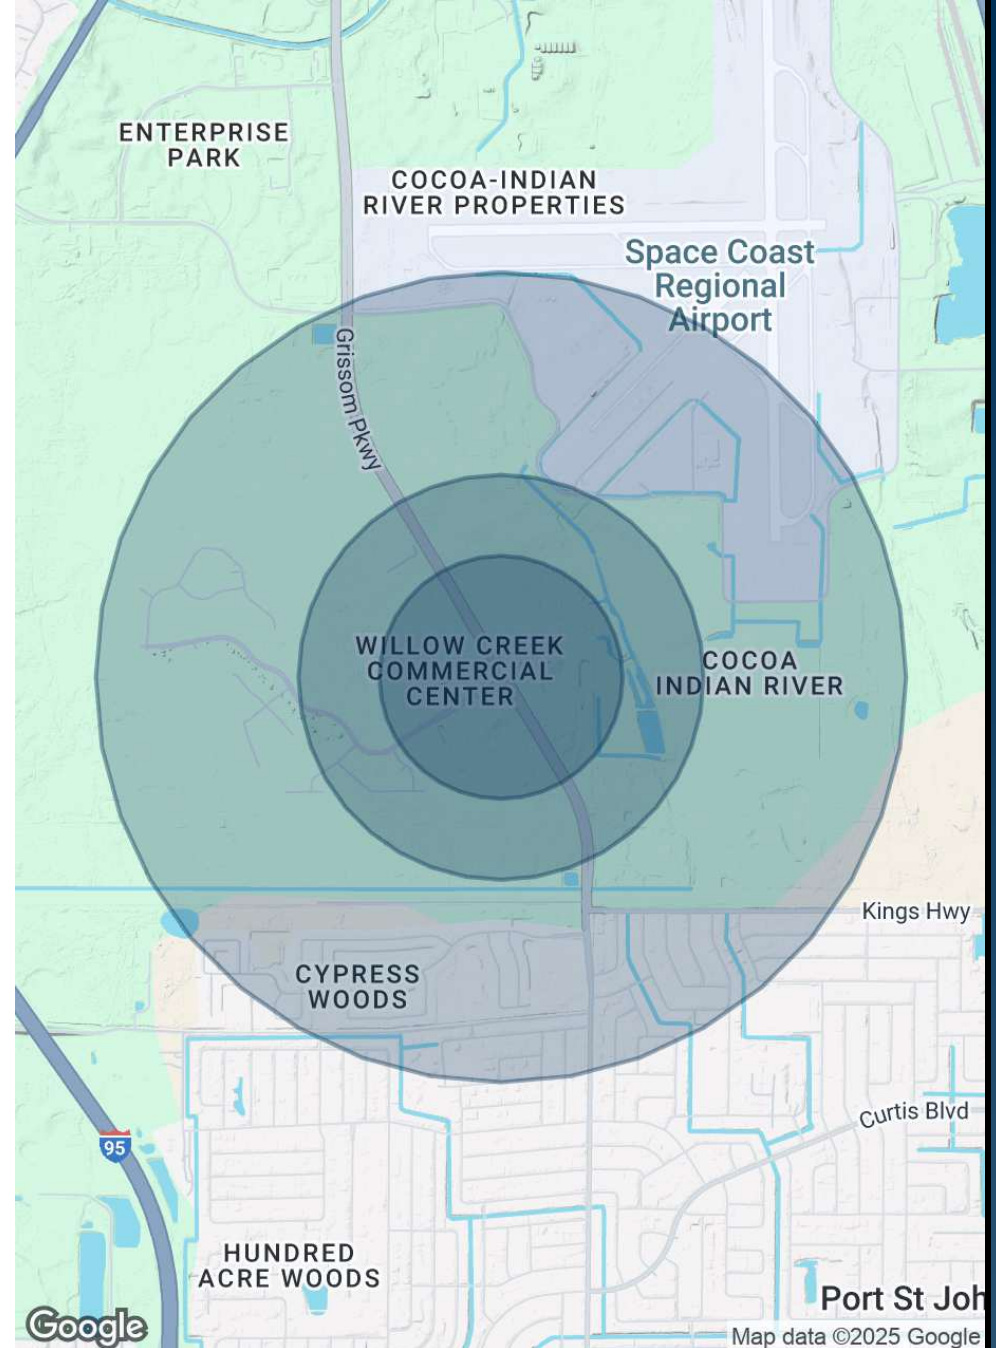 ENTERPRISE
PARK
COCOA-INDIAN
RIVER PROPERTIES
Space Coast
Regional
Airport
Grissom Pkwy
WILLOW CREEK
COMMERCIAL
CENTER
COCOA
INDIAN RIVER
Kings Hwy
CYPRESS
WOODS
Curtis Blvd
95
HUNDRED
ACRE WOODS
Port St Joh
Google
Map data ©2025 Google